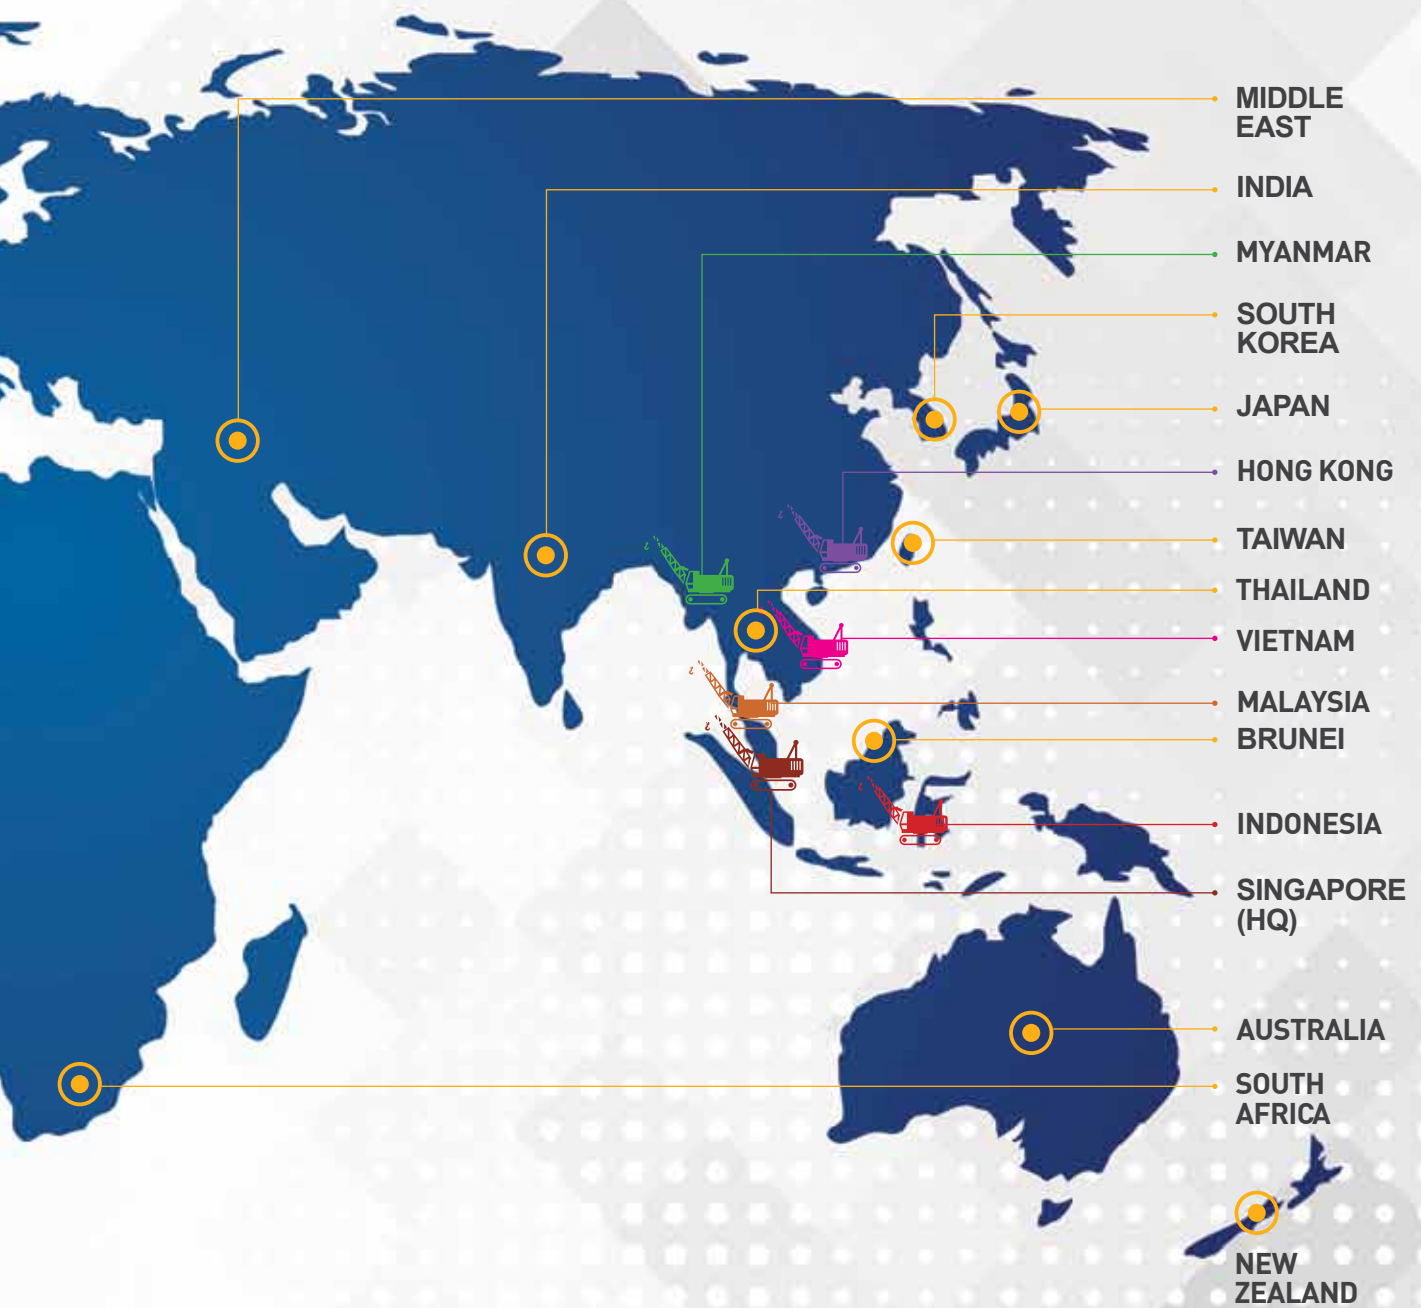 MIDDLE
EAST
INDIA
MYANMAR
SOUTH
KOREA
JAPAN
HONG KONG
TAIWAN
THAILAND
VIETNAM
MALAYSIA
BRUNEI
INDONESIA
SINGAPORE
(HQ)
AUSTRALIA
SOUTH
AFRICA
NEW
ZEALAND